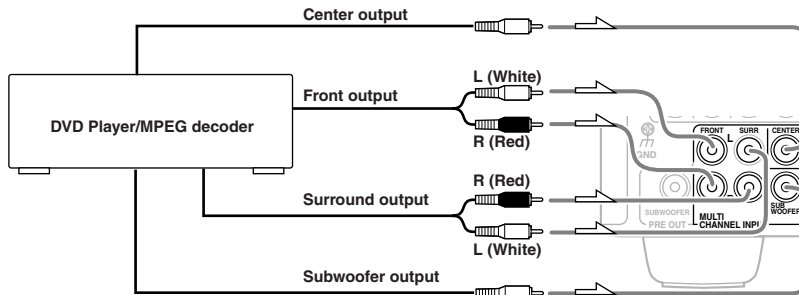 Center output
L (White)
Front output
DVD Player/MPEG decoder
R (Red)
FRONT
L
SURR
CENTER
GND
R (Red)
Surround output
SUBWOOFER
PRE OUT
MULTI
CHANNEL
SUB
WOOFER
L (White)
Subwoofer output